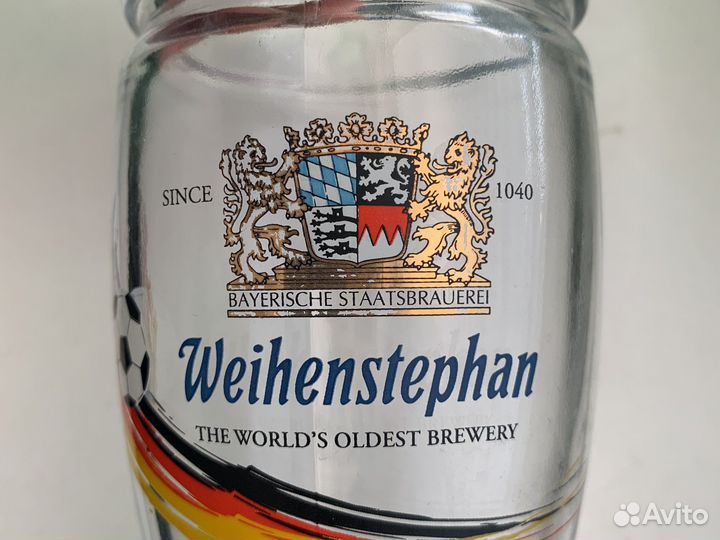 SINCE 1040
BAYERISCHE STAATSBRAUEREI
Weihenstephan
THE WORLD'S OLDEST BREWERY
Avito